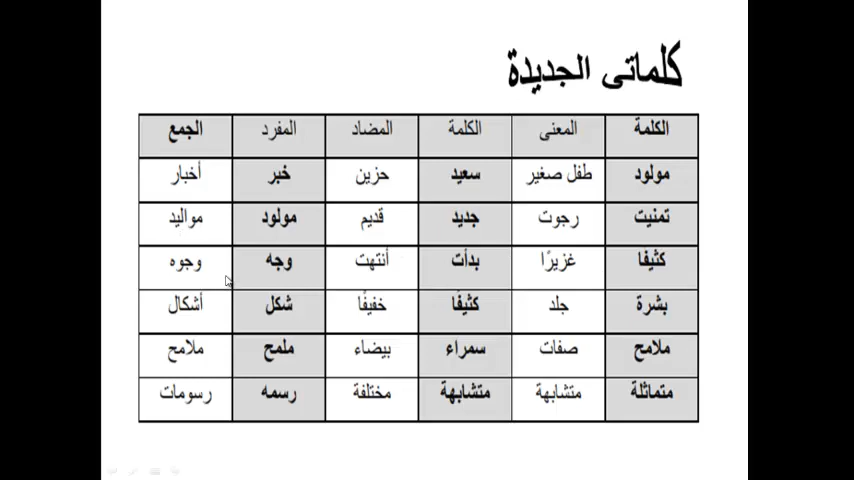 كلماتى الجديدة
الكلمة المعنى الكلمة المضاد المفرد الجمع
مولود طفل صغير سعيد حزين خبر أخبار
تمنيت رجوت جديد قديم مولود مواليد
كثيفا غزيرًا بدأت أنتهت وجه وجوه
بشرة جلد كثيفًا خفيفًا شكل أشكال
ملامح صفات سمراء بيضاء ملمح ملامح
متماثلة متشابهة متشابهة مختلفة رسمه رسومات